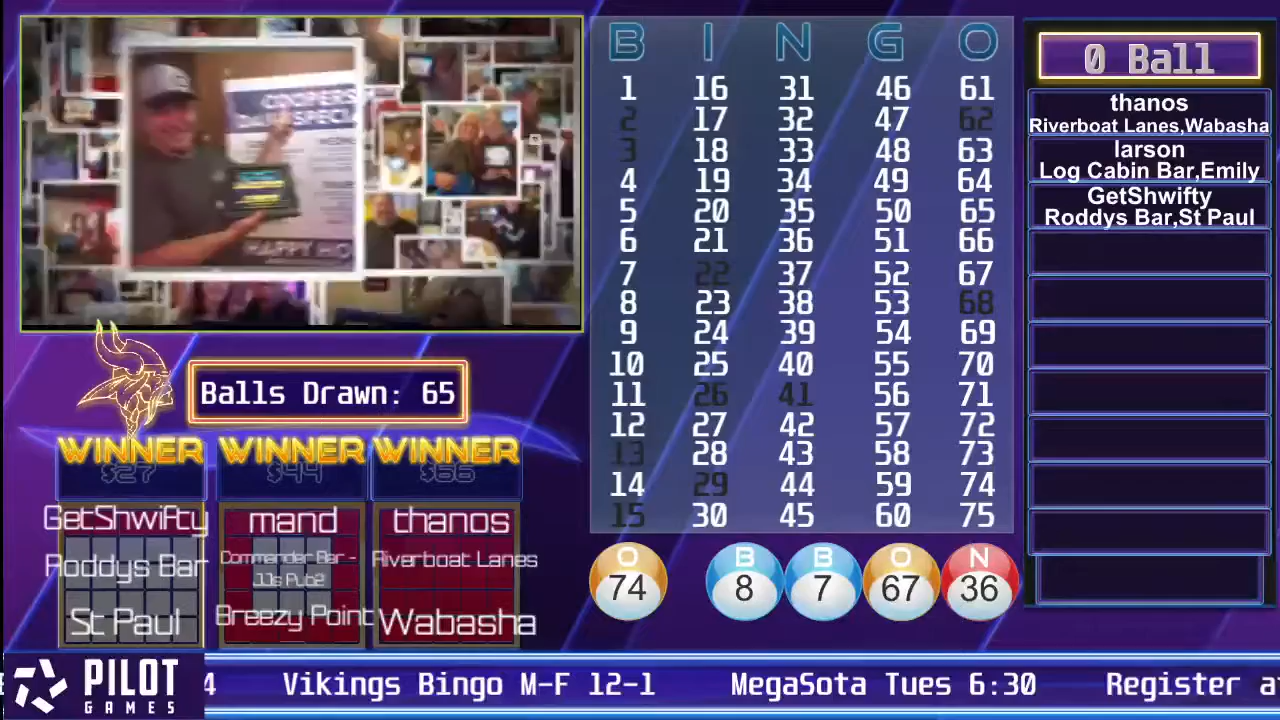 COOPERS
HAPPY HO
B I N G O
1 16 31 46 61
2 17 32 47 62
3 18 33 48 63
4 19 34 49 64
5 20 35 50 65
6 21 36 51 66
7 22 37 52 67
8 23 38 53 68
9 24 39 54 69
10 25 40 55 70
11 26 41 56 71
12 27 42 57 72
13 28 43 58 73
14 29 44 59 74
15 30 45 60 75
O 74
B 8
B 7
O 67
N 36
0 Ball
thanos
Riverboat Lanes,Wabasha
larson
Log Cabin Bar,Emily
GetShwifty
Roddys Bar,St Paul
Balls Drawn: 65
WINNER WINNER WINNER
$27 $44 $66
GetShwifty
Roddys Bar
St Paul
mand
Commander Bar -
JJs Pub2
Breezy Point
thanos
Riverboat Lanes
Wabasha
PILOT
GAMES
4 Vikings Bingo M-F 12-1 MegaSota Tues 6:30 Register a